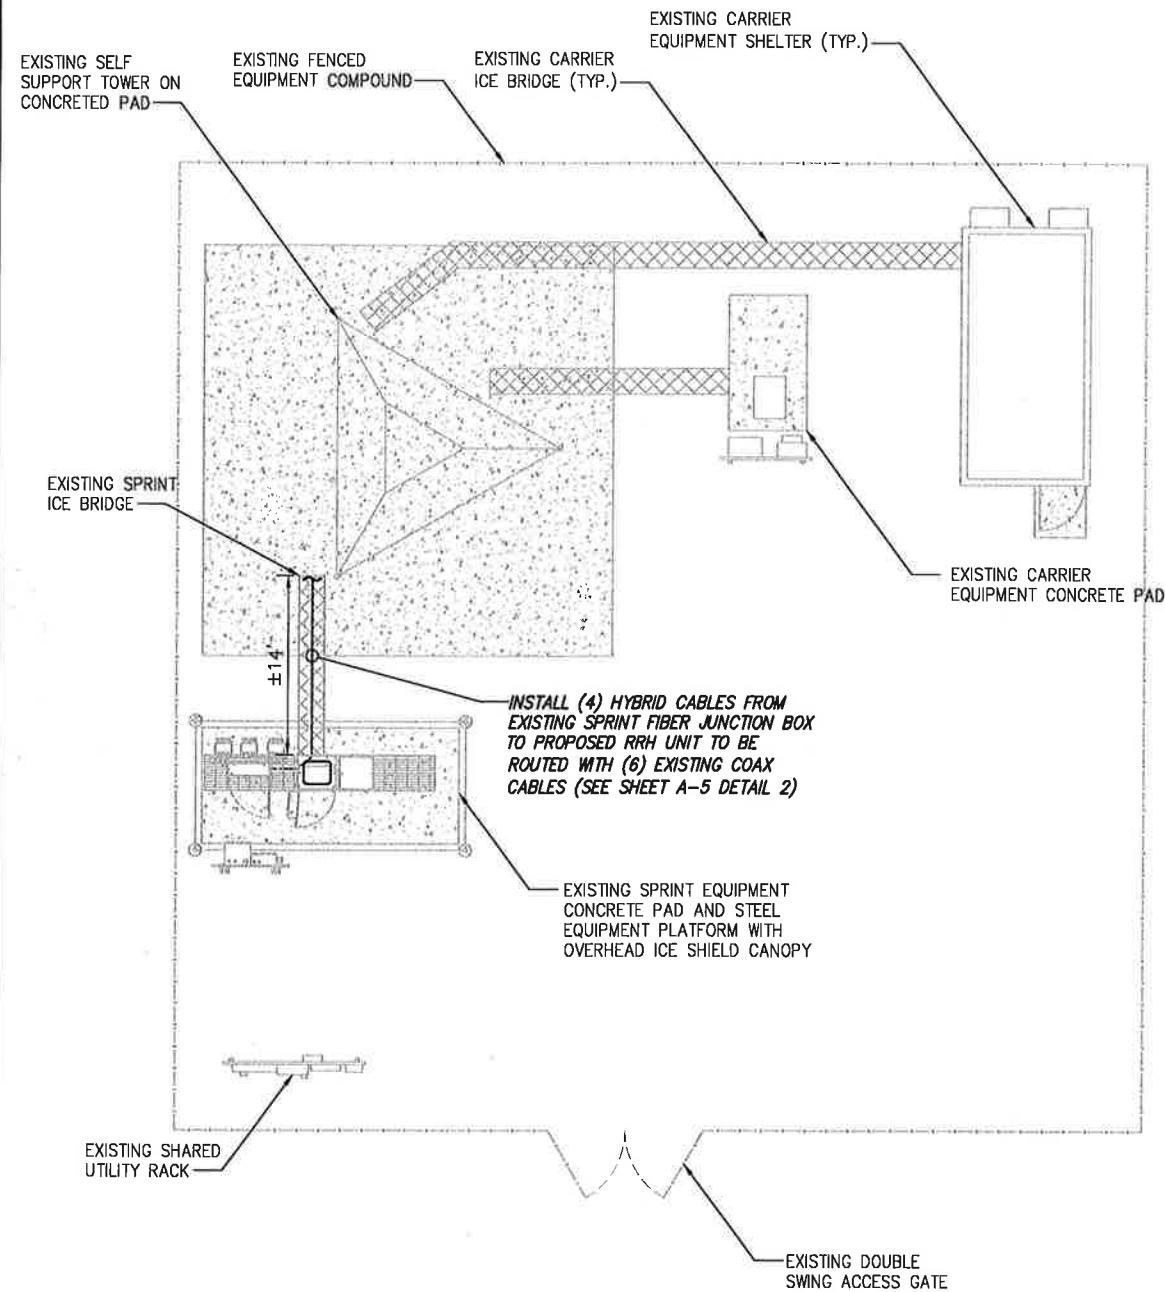 EXISTING CARRIER
EQUIPMENT SHELTER (TYP.)
EXISTING SELF
SUPPORT TOWER ON
CONCRETED PAD
EXISTING FENCED
EQUIPMENT COMPOUND
EXISTING CARRIER
ICE BRIDGE (TYP.)
EXISTING SPRINT
ICE BRIDGE
EXISTING CARRIER
EQUIPMENT CONCRETE PAD
±14'
INSTALL (4) HYBRID CABLES FROM
EXISTING SPRINT FIBER JUNCTION BOX
TO PROPOSED RRH UNIT TO BE
ROUTED WITH (6) EXISTING COAX
CABLES (SEE SHEET A-5 DETAIL 2)
EXISTING SPRINT EQUIPMENT
CONCRETE PAD AND STEEL
EQUIPMENT PLATFORM WITH
OVERHEAD ICE SHIELD CANOPY
EXISTING SHARED
UTILITY RACK
EXISTING DOUBLE
SWING ACCESS GATE